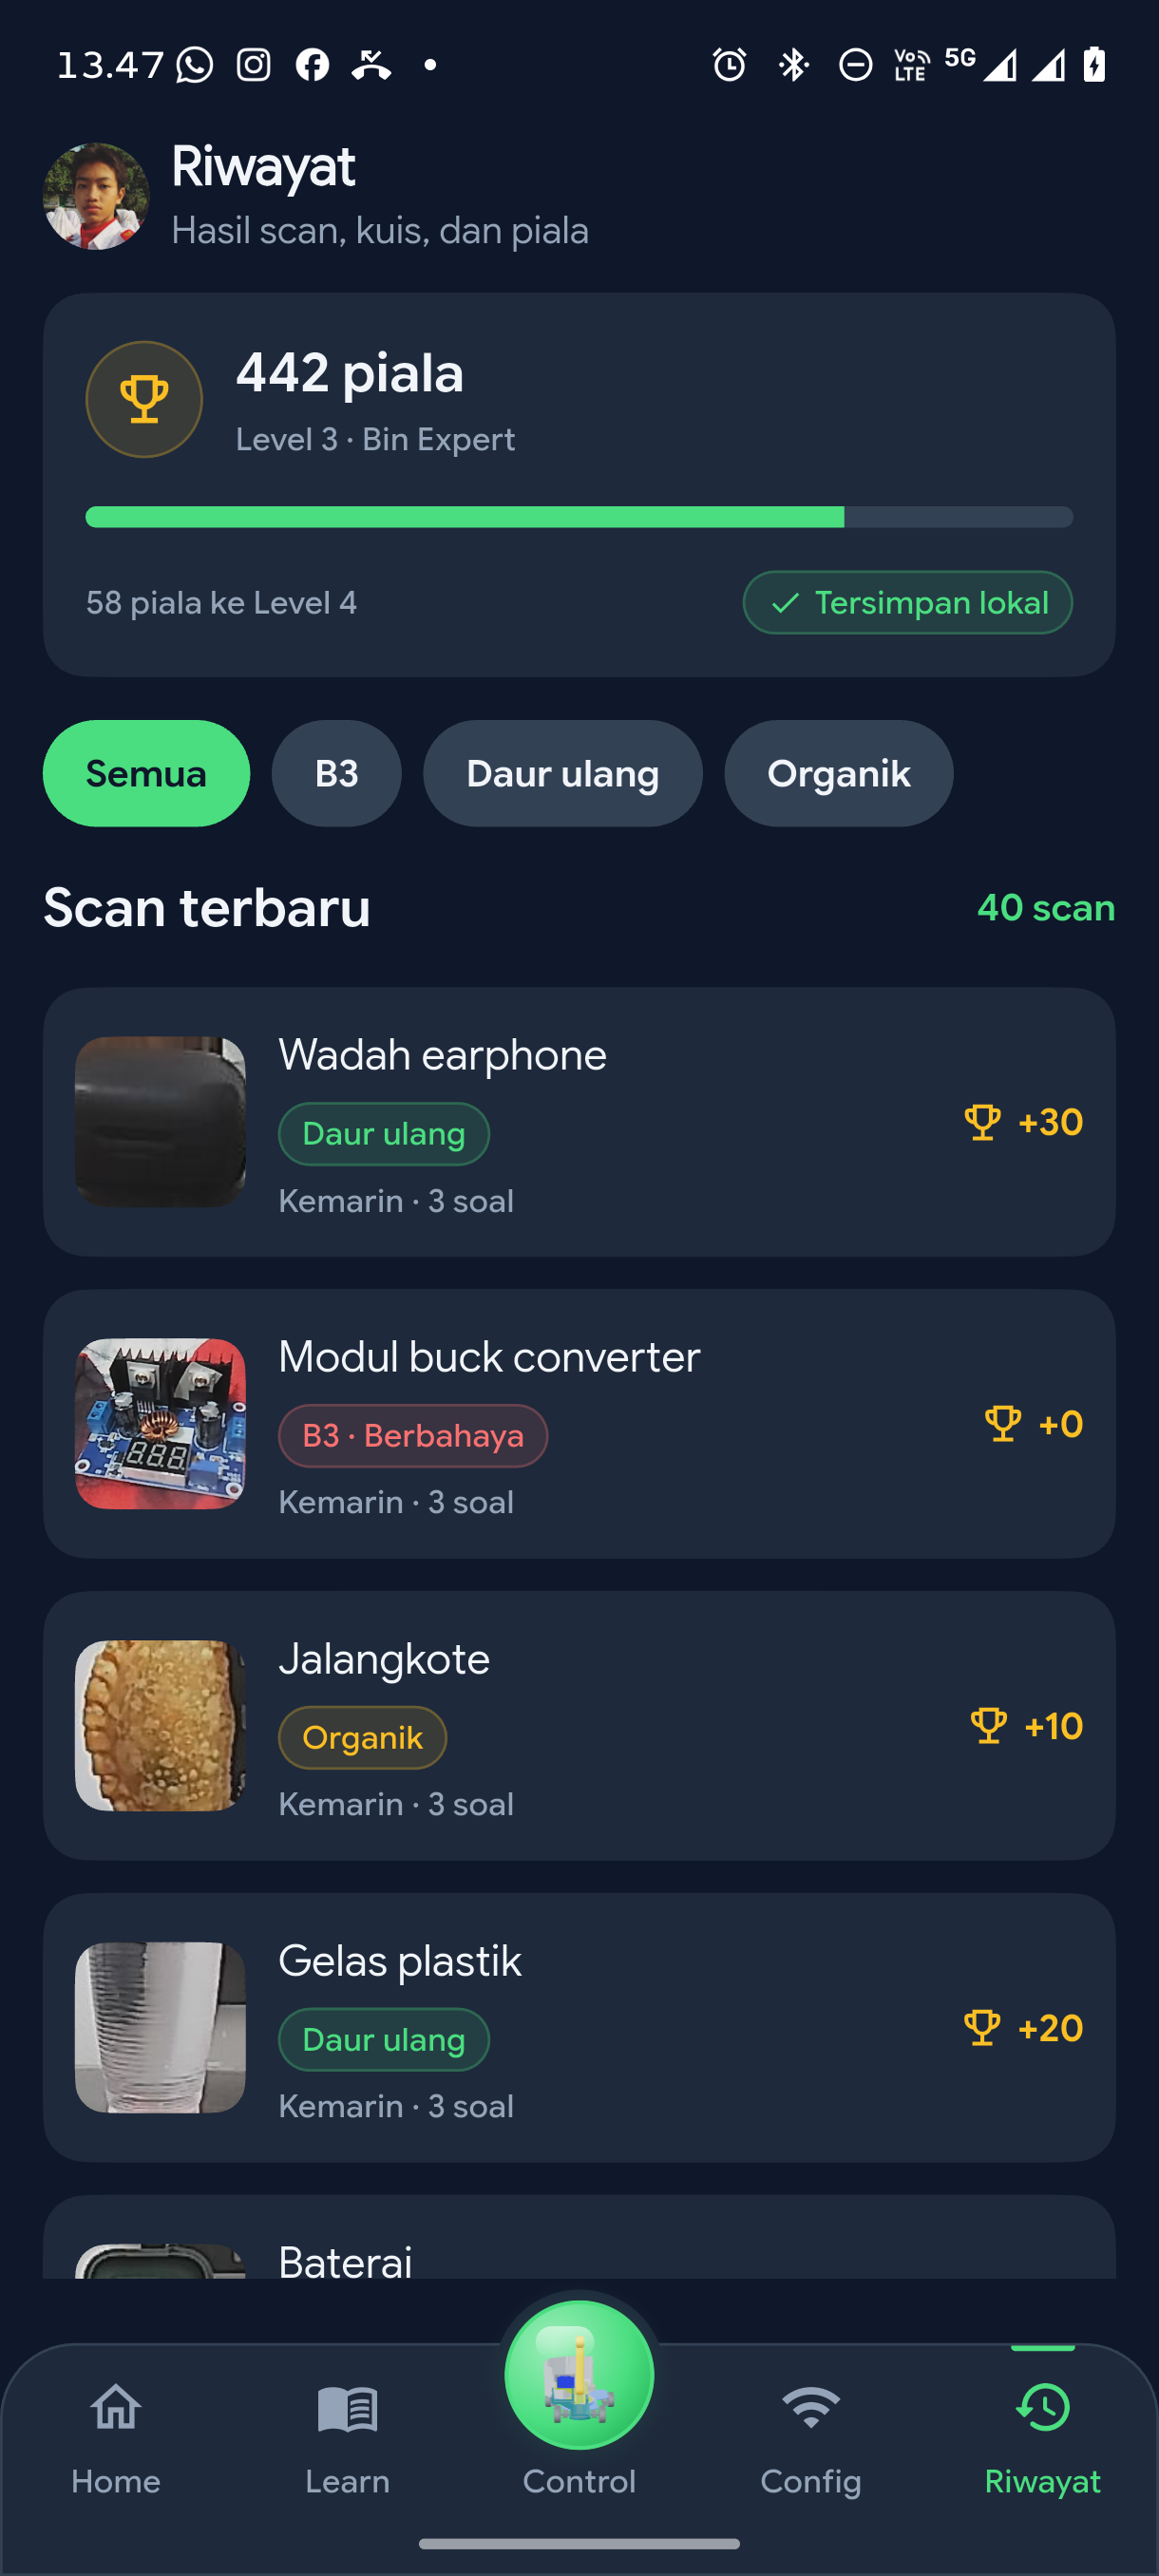 13.47
VoLTE 5G
Riwayat
Hasil scan, kuis, dan piala
442 piala
Level 3 · Bin Expert
58 piala ke Level 4
Tersimpan lokal
Semua
B3
Daur ulang
Organik
Scan terbaru
40 scan
Wadah earphone
Daur ulang
+30
Kemarin · 3 soal
Modul buck converter
B3 · Berbahaya
+0
Kemarin · 3 soal
Jalangkote
Organik
+10
Kemarin · 3 soal
Gelas plastik
Daur ulang
+20
Kemarin · 3 soal
Baterai
Home
Learn
Control
Config
Riwayat